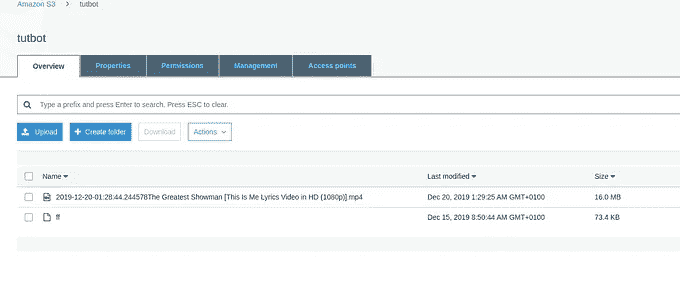 Amazon S3 > tutbot
tutbot
Overview Properties Permissions Management Access points
Type a prefix and press Enter to search. Press ESC to clear.
Upload + Create folder Download Actions
Name Last modified Size
2019-12-20-01:28:44.244578The Greatest Showman [This Is Me Lyrics Video in HD (1080p)].mp4 Dec 20, 2019 1:29:25 AM GMT+0100 16.0 MB
ff Dec 15, 2019 8:50:44 AM GMT+0100 73.4 KB